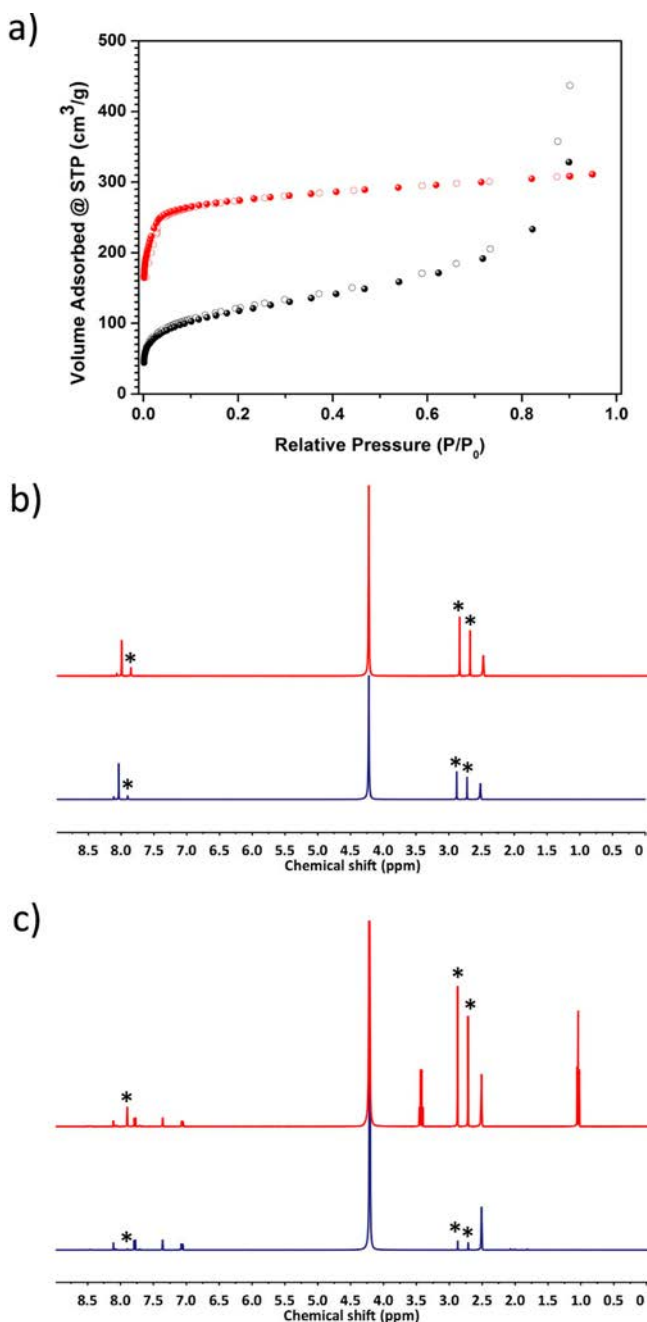 a)
500
400
300
200
100
0
Volume Adsorbed @ STP (cm³/g)
0.0 0.2 0.4 0.6 0.8 1.0
Relative Pressure (P/P₀)
b)
* * *
* * *
8.5 8.0 7.5 7.0 6.5 6.0 5.5 5.0 4.5 4.0 3.5 3.0 2.5 2.0 1.5 1.0 0
Chemical shift (ppm)
c)
* * *
* * *
8.5 8.0 7.5 7.0 6.5 6.0 5.5 5.0 4.5 4.0 3.5 3.0 2.5 2.0 1.5 1.0 0
Chemical shift (ppm)